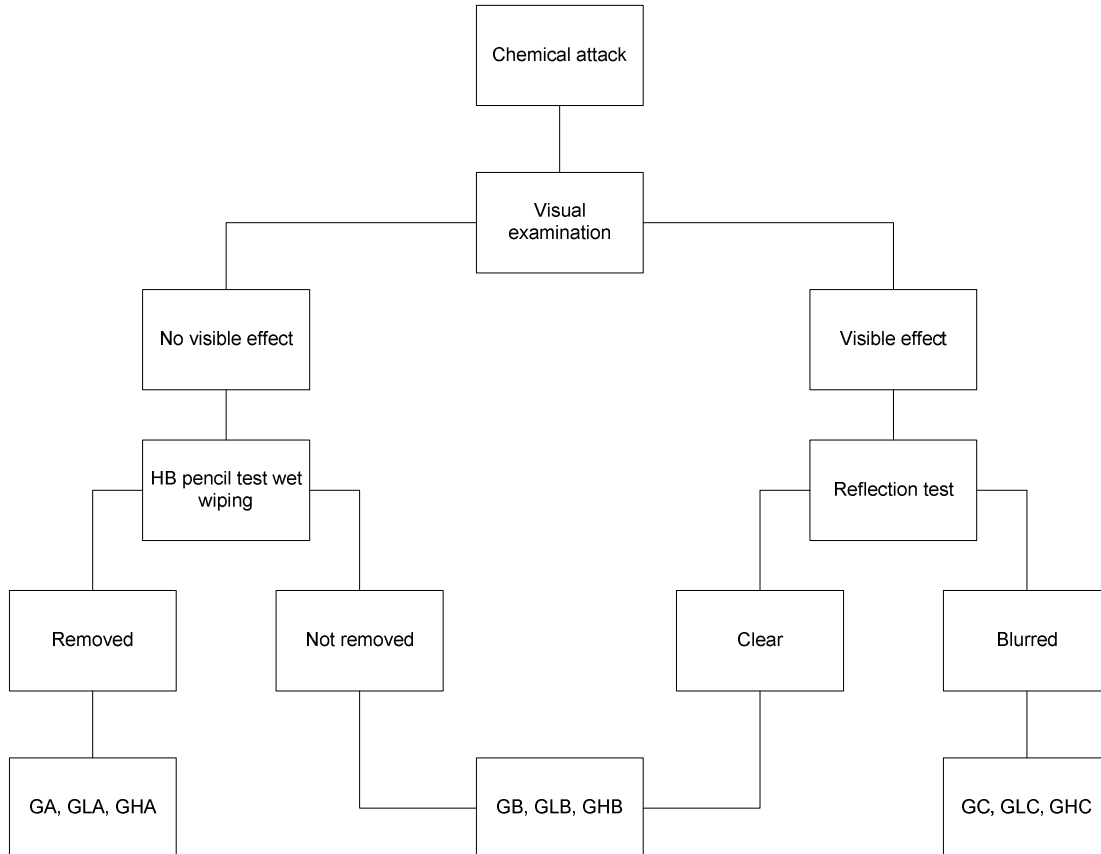 Chemical attack
Visual
examination
No visible effect
Visible effect
HB pencil test wet
wiping
Reflection test
Removed
Not removed
Clear
Blurred
GA, GLA, GHA
GB, GLB, GHB
GC, GLC, GHC